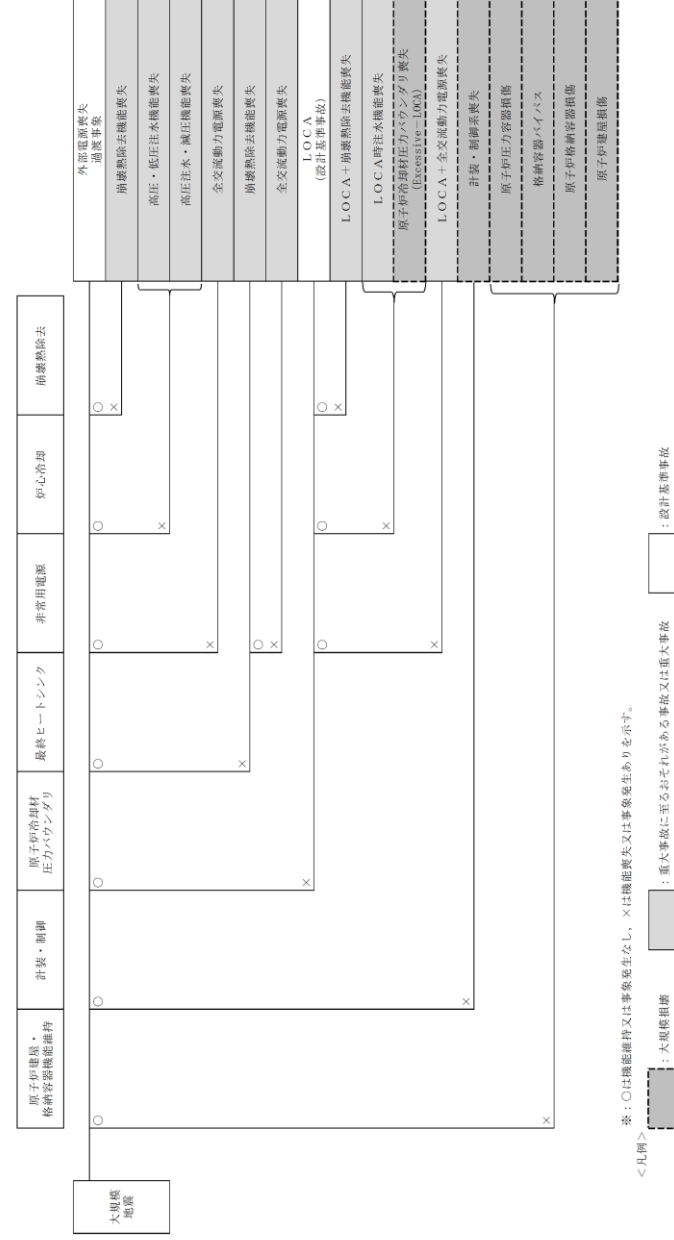 大規模
地震
原子炉建屋・
格納容器機能維持
計装・制御
原子炉冷却材
圧力バウンダリ
最終ヒートシンク
非常用電源
炉心冷却
崩壊熱除去
○
○
○
○
○
○
○
×
×
×
×
○
×
×
○
○
○
×
×
×
×
×
外部電源喪失
過渡事象
崩壊熱除去機能喪失
高圧・低圧注水機能喪失
高圧注水・減圧機能喪失
全交流動力電源喪失
崩壊熱除去機能喪失
全交流動力電源喪失
LOCA
(設計基準事故)
LOCA+崩壊熱除去機能喪失
LOCA時注水機能喪失
原子炉冷却材圧力バウンダリ喪失
(Excessive-LOCA)
LOCA+全交流動力電源喪失
計装・制御系喪失
原子炉圧力容器損傷
格納容器バイパス
原子炉格納容器損傷
原子炉建屋損傷
※:○は機能維持又は事象発生なし,×は機能喪失又は事象発生ありを示す。
<凡例>
:大規模損壊
:重大事故に至るおそれがある事故又は重大事故
:設計基準事故